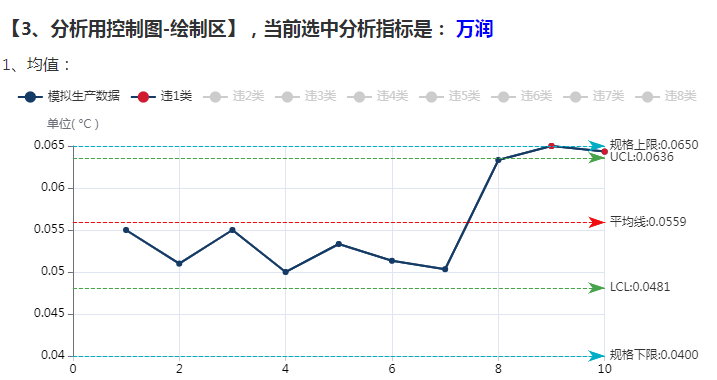 【3、分析用控制图-绘制区】，当前选中分析指标是： 万润
1、均值：
模拟生产数据 违1类 违2类 违3类 违4类 违5类 违6类 违7类 违8类
单位( °C )
0.065
规格上限:0.0650
UCL:0.0636
0.06
0.055
平均线:0.0559
0.05
LCL:0.0481
0.045
0.04
规格下限:0.0400
0 2 4 6 8 10